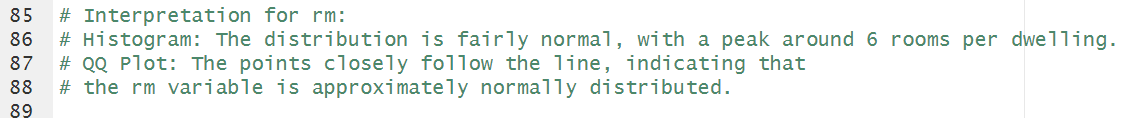 85 # Interpretation for rm:
86 # Histogram: The distribution is fairly normal, with a peak around 6 rooms per dwelling.
87 # QQ Plot: The points closely follow the line, indicating that
88 # the rm variable is approximately normally distributed.
89